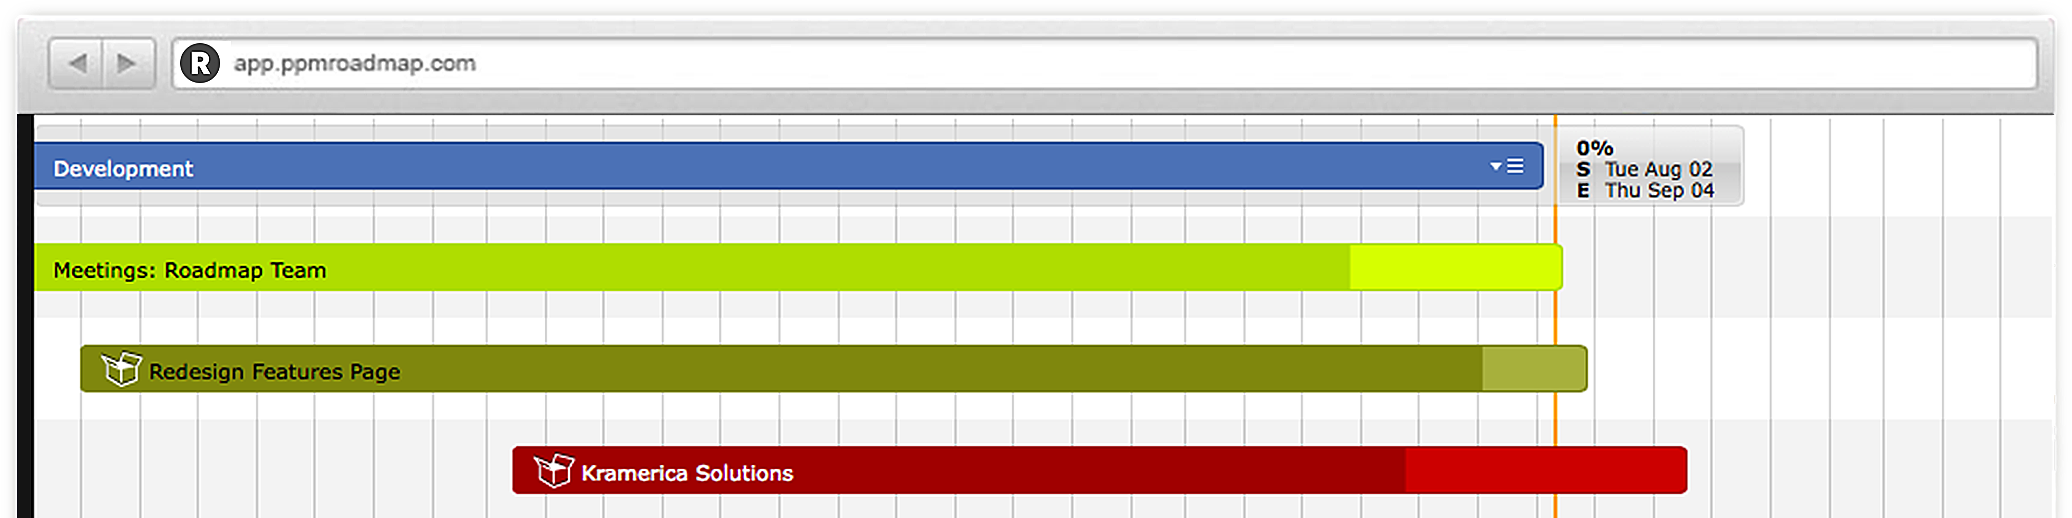 R app.ppmroadmap.com
Development
0%
S Tue Aug 02
E Thu Sep 04
Meetings: Roadmap Team
Redesign Features Page
Kramerica Solutions